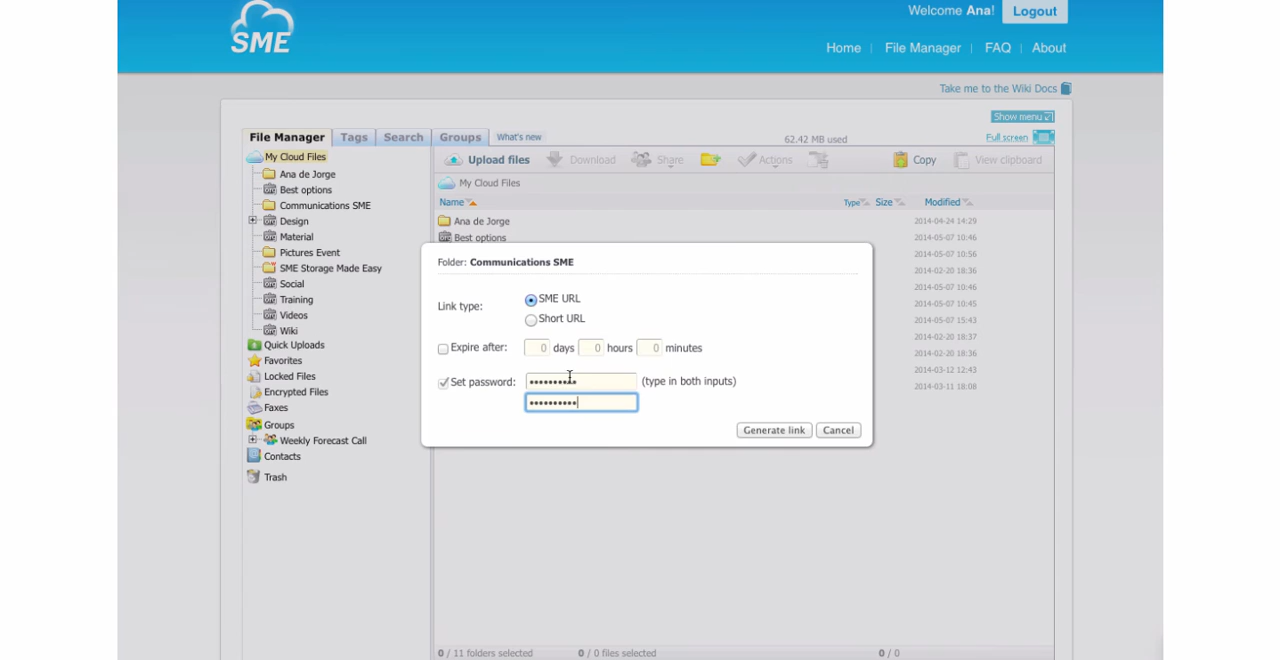 SME
Welcome Ana!
Logout
Home | File Manager | FAQ | About
Take me to the Wiki Docs
Show menu
File Manager Tags Search Groups What's new
62.42 MB used
Full screen
My Cloud Files
Ana de Jorge
Best options
Communications SME
Design
Material
Pictures Event
SME Storage Made Easy
Social
Training
Videos
Wiki
Quick Uploads
Favorites
Locked Files
Encrypted Files
Faxes
Groups
Weekly Forecast Call
Contacts
Trash
Upload files Download Share Actions Copy View clipboard
My Cloud Files
Name Type Size Modified
Ana de Jorge 2014-04-24 14:29
Best options 2014-05-07 10:46
2014-05-07 10:56
2014-02-20 18:36
2014-05-07 10:46
2014-05-07 10:45
2014-05-07 15:43
2014-02-20 18:37
2014-02-20 18:36
2014-03-12 12:43
2014-03-11 18:08
Folder: Communications SME
Link type: SME URL
Short URL
Expire after: 0 days 0 hours 0 minutes
Set password: •••••••••• (type in both inputs)
••••••••••
Generate link Cancel
0 / 11 folders selected 0 / 0 files selected 0 / 0